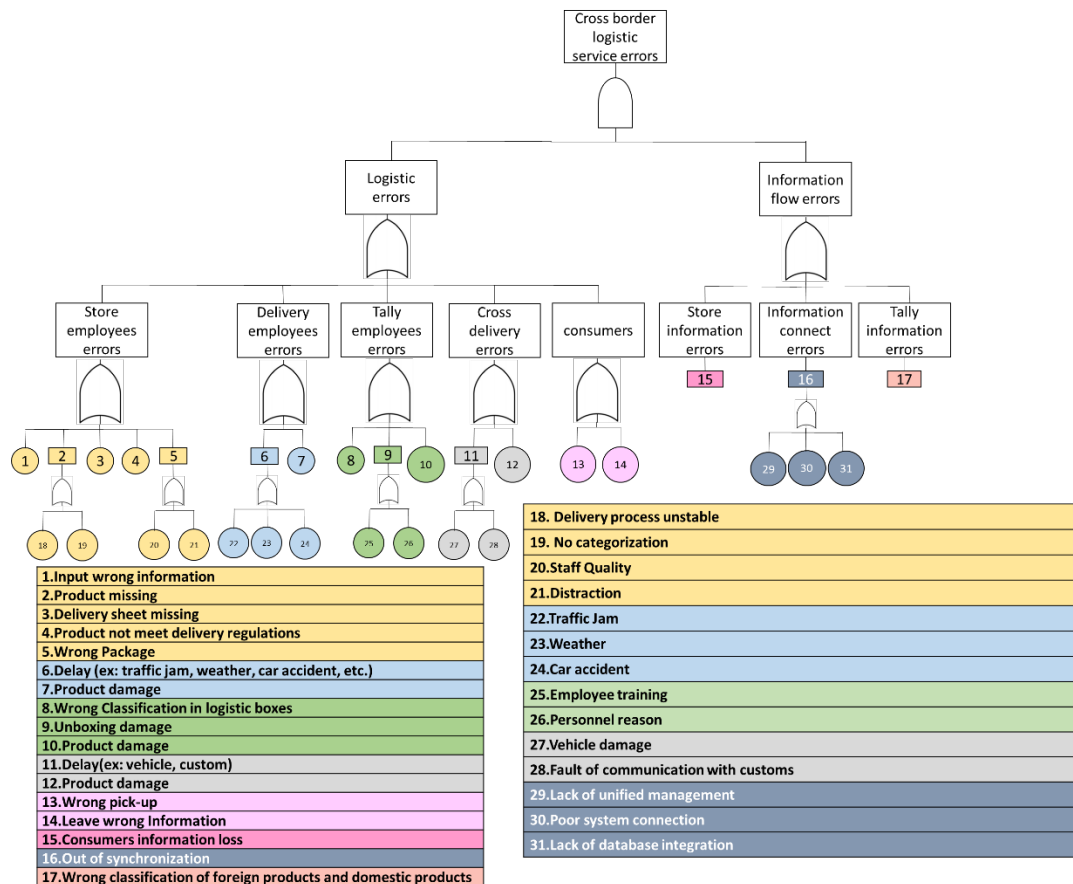 Cross border
logistic
service errors
Logistic
errors
Information
flow errors
Store
employees
errors
Delivery
employees
errors
Tally
employees
errors
Cross
delivery
errors
consumers
Store
information
errors
Information
connect
errors
Tally
information
errors
15
16
17
1
2
3
4
5
6
7
8
9
10
11
12
13
14
29
30
31
18
19
20
21
22
23
24
25
26
27
28
1.Input wrong information
2.Product missing
3.Delivery sheet missing
4.Product not meet delivery regulations
5.Wrong Package
6.Delay (ex: traffic jam, weather, car accident, etc.)
7.Product damage
8.Wrong Classification in logistic boxes
9.Unboxing damage
10.Product damage
11.Delay(ex: vehicle, custom)
12.Product damage
13.Wrong pick-up
14.Leave wrong Information
15.Consumers information loss
16.Out of synchronization
17.Wrong classification of foreign products and domestic products
18. Delivery process unstable
19. No categorization
20.Staff Quality
21.Distraction
22.Traffic Jam
23.Weather
24.Car accident
25.Employee training
26.Personnel reason
27.Vehicle damage
28.Fault of communication with customs
29.Lack of unified management
30.Poor system connection
31.Lack of database integration